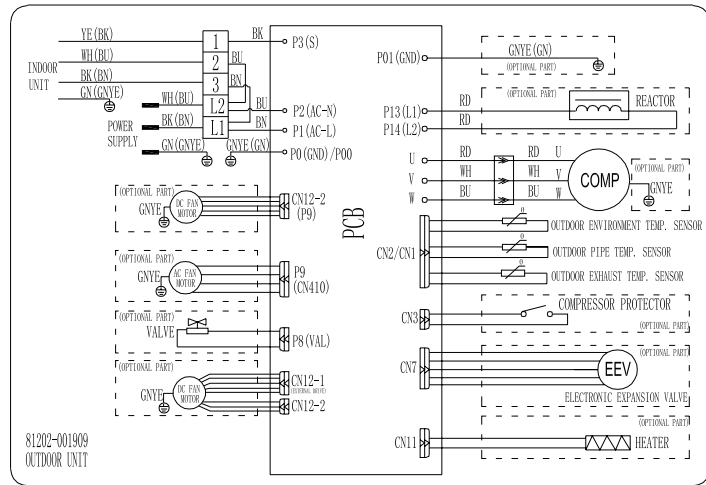 YE(BK)
1
BK
P3(S)
WH(BU)
2
BU
INDOOR
UNIT
BK(BN)
3
BN
GN(GNYE)
WH(BU)
L2
BU
P2(AC-N)
POWER
SUPPLY
BK(BN)
L1
BN
P1(AC-L)
GN(GNYE)
GNYE(GN)
P0(GND)/P00
(OPTIONAL PART)
DC FAN
MOTOR
GNYE
CN12-2
(P9)
(OPTIONAL PART)
AC FAN
MOTOR
GNYE
P9
(CN410)
(OPTIONAL PART)
VALVE
P8(VAL)
(OPTIONAL PART)
DC FAN
MOTOR
GNYE
CN12-1
(EXTERNAL DRIVE)
CN12-2
81202-001909
OUTDOOR UNIT
PCB
P01(GND)
GNYE(GN)
(OPTIONAL PART)
(OPTIONAL PART)
REACTOR
P13(L1)
RD
P14(L2)
RD
U
RD
RD
U
V
WH
WH
V
W
BU
BU
W
COMP
(OPTIONAL PART)
GNYE
CN2/CN1
θ
OUTDOOR ENVIRONMENT TEMP. SENSOR
θ
OUTDOOR PIPE TEMP. SENSOR
θ
OUTDOOR EXHAUST TEMP. SENSOR
CN3
COMPRESSOR PROTECTOR
(OPTIONAL PART)
CN7
(OPTIONAL PART)
EEV
ELECTRONIC EXPANSION VALVE
(OPTIONAL PART)
CN11
HEATER